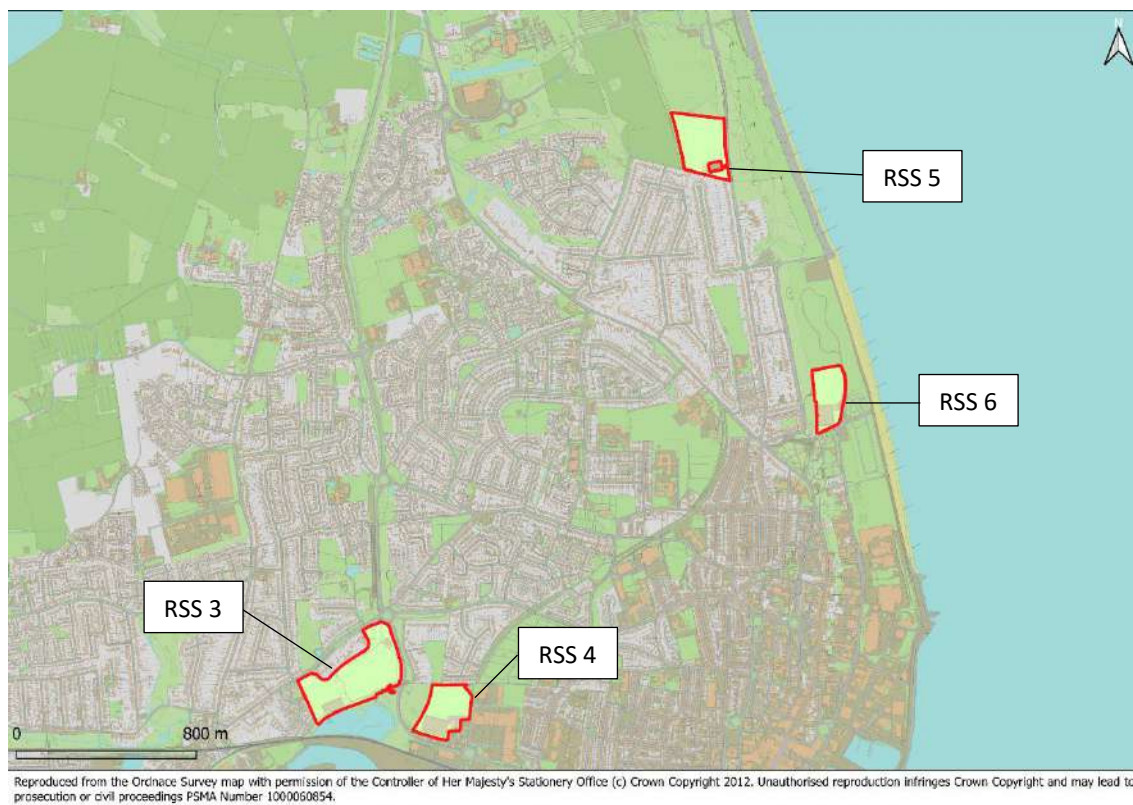 N
RSS 5
RSS 6
RSS 3
RSS 4
0 800 m
Reproduced from the Ordnace Survey map with permission of the Controller of Her Majesty's Stationery Office (c) Crown Copyright 2012. Unauthorised reproduction infringes Crown Copyright and may lead to
prosecution or civil proceedings PSMA Number 1000060854.